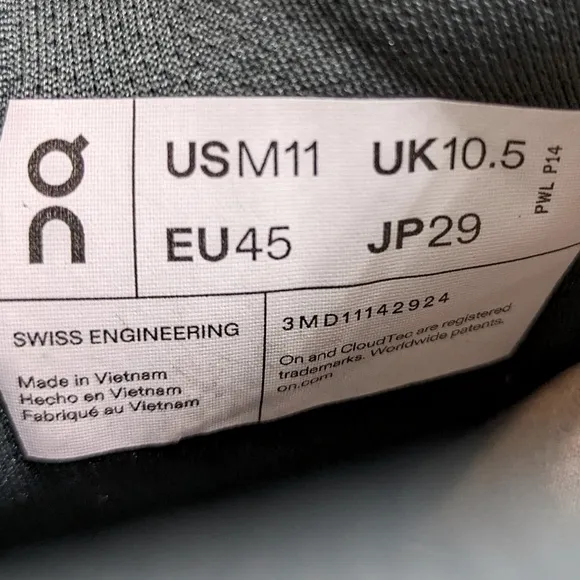 on
USM11 UK10.5
EU45 JP29
PWL P14
SWISS ENGINEERING
Made in Vietnam
Hecho en Vietnam
Fabriqué au Vietnam
3MD11142924
On and CloudTec are registered
trademarks. Worldwide patents.
on.com